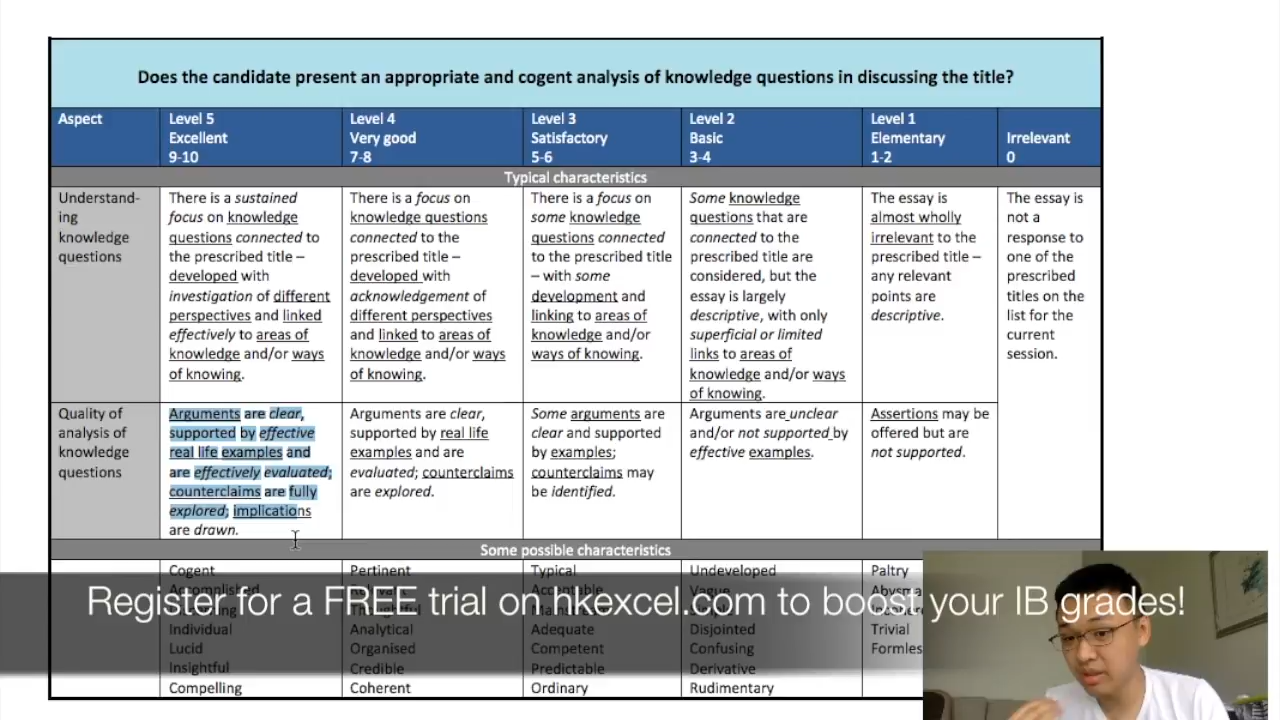 Does the candidate present an appropriate and cogent analysis of knowledge questions in discussing the title?
Aspect
Level 5
Excellent
9-10
Level 4
Very good
7-8
Level 3
Satisfactory
5-6
Level 2
Basic
3-4
Level 1
Elementary
1-2
Irrelevant
0
Typical characteristics
Understand-
ing
knowledge
questions
There is a sustained
focus on knowledge
questions connected to
the prescribed title –
developed with
investigation of different
perspectives and linked
effectively to areas of
knowledge and/or ways
of knowing.
There is a focus on
knowledge questions
connected to the
prescribed title –
developed with
acknowledgement of
different perspectives
and linked to areas of
knowledge and/or ways
of knowing.
There is a focus on
some knowledge
questions connected
to the prescribed title
– with some
development and
linking to areas of
knowledge and/or
ways of knowing.
Some knowledge
questions that are
connected to the
prescribed title are
considered, but the
essay is largely
descriptive, with only
superficial or limited
links to areas of
knowledge and/or ways
of knowing.
The essay is
almost wholly
irrelevant to the
prescribed title –
any relevant
points are
descriptive.
The essay is
not a
response to
one of the
prescribed
titles on the
list for the
current
session.
Quality of
analysis of
knowledge
questions
Arguments are clear,
supported by effective
real life examples and
are effectively evaluated;
counterclaims are fully
explored; implications
are drawn.
Arguments are clear,
supported by real life
examples and are
evaluated; counterclaims
are explored.
Some arguments are
clear and supported
by examples;
counterclaims may
be identified.
Arguments are unclear
and/or not supported by
effective examples.
Assertions may be
offered but are
not supported.
Some possible characteristics
Cogent
Accomplished
Individual
Lucid
Insightful
Compelling
Pertinent
Relevant
Thoughtful
Analytical
Organised
Credible
Coherent
Typical
Acceptable
Mainstream
Adequate
Competent
Predictable
Ordinary
Undeveloped
Vague
Simple
Disjointed
Confusing
Derivative
Rudimentary
Paltry
Trivial
Register for a FREE trial on hkexcel.com to boost your IB grades!